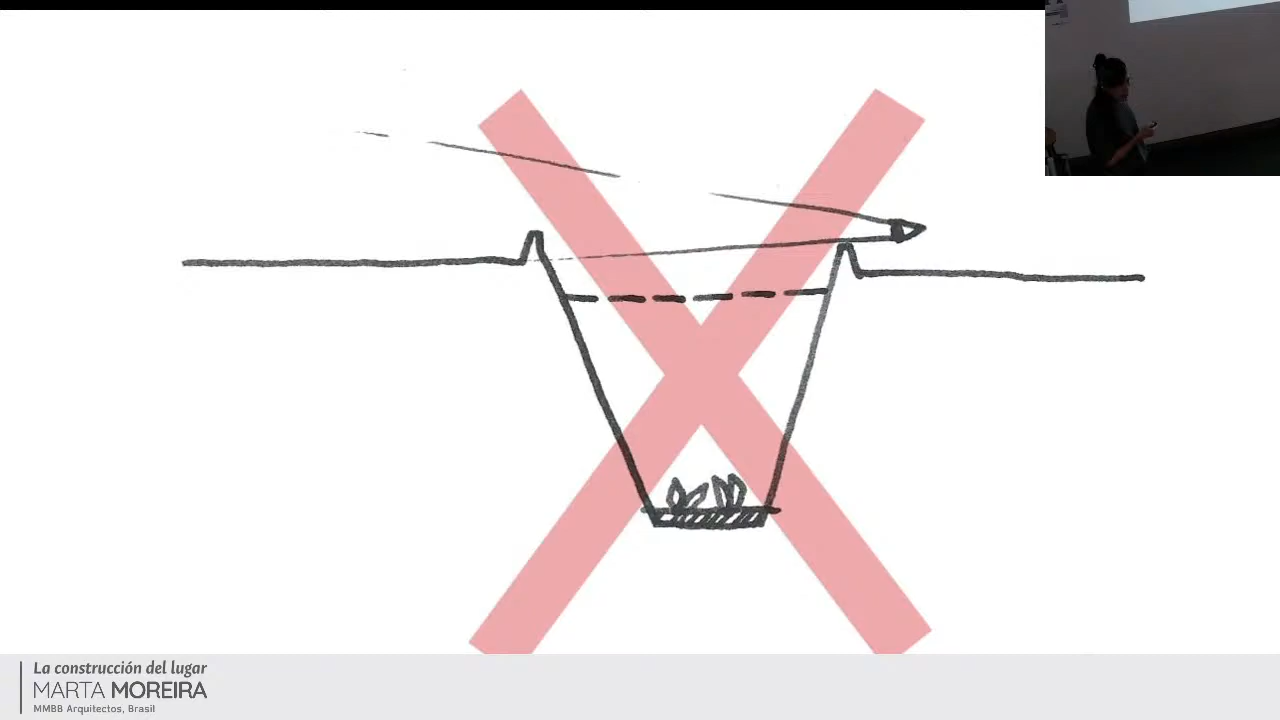 La construcción del lugar
MARTA MOREIRA
MMBB Arquitectos, Brasil